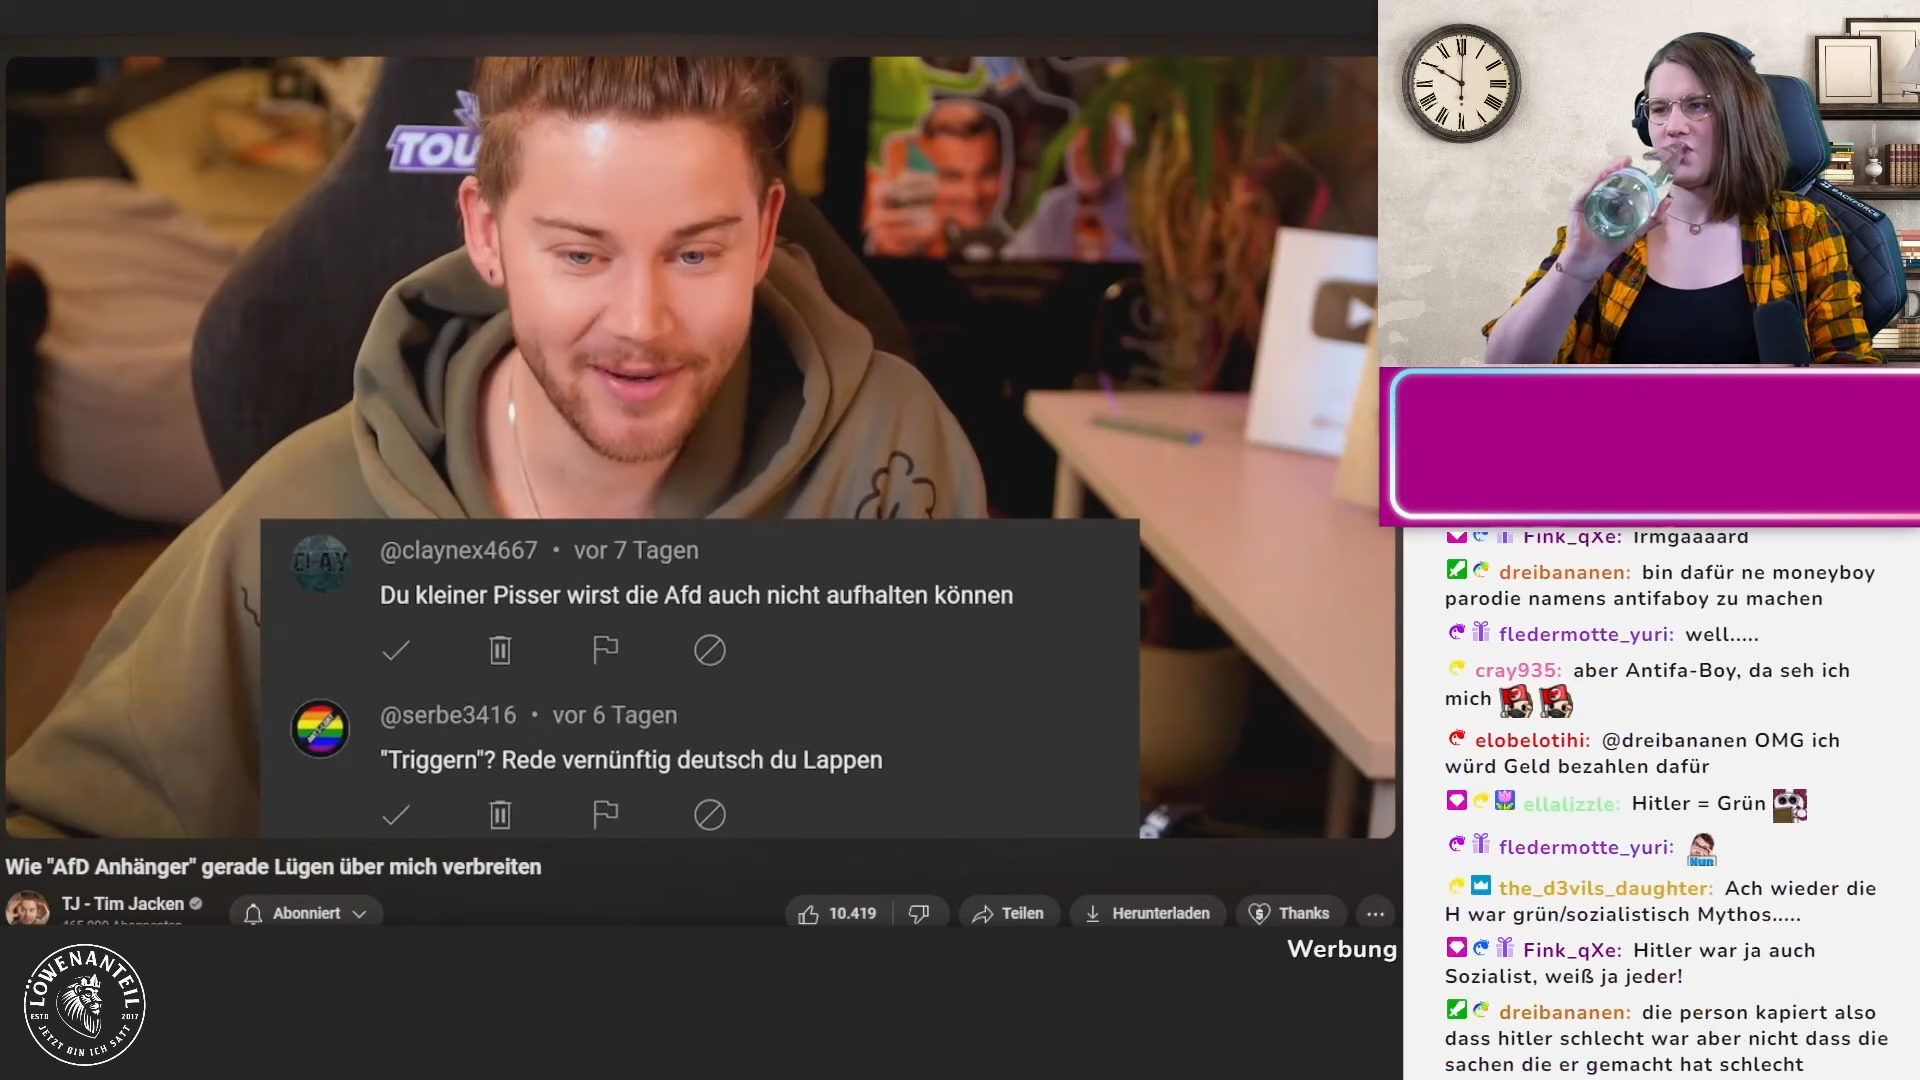 TOU
@claynex4667 • vor 7 Tagen
Du kleiner Pisser wirst die Afd auch nicht aufhalten können
@serbe3416 • vor 6 Tagen
"Triggern"? Rede vernünftig deutsch du Lappen
Wie "AfD Anhänger" gerade Lügen über mich verbreiten
TJ - Tim Jacken
Abonniert
10.419
Teilen
Herunterladen
Thanks
Werbung
LÖWENANTEIL
ESTD 2017
JETZT BIN ICH SATT
BACKFORCE
Fink_qXe: Irmgaaaard
dreibananen: bin dafür ne moneyboy
parodie namens antifaboy zu machen
fledermotte_yuri: well.....
cray935: aber Antifa-Boy, da seh ich
mich
elobelotihi: @dreibananen OMG ich
würd Geld bezahlen dafür
ellalizzle: Hitler = Grün
fledermotte_yuri:
Nun
the_d3vils_daughter: Ach wieder die
H war grün/sozialistisch Mythos.....
Fink_qXe: Hitler war ja auch
Sozialist, weiß ja jeder!
dreibananen: die person kapiert also
dass hitler schlecht war aber nicht dass die
sachen die er gemacht hat schlecht